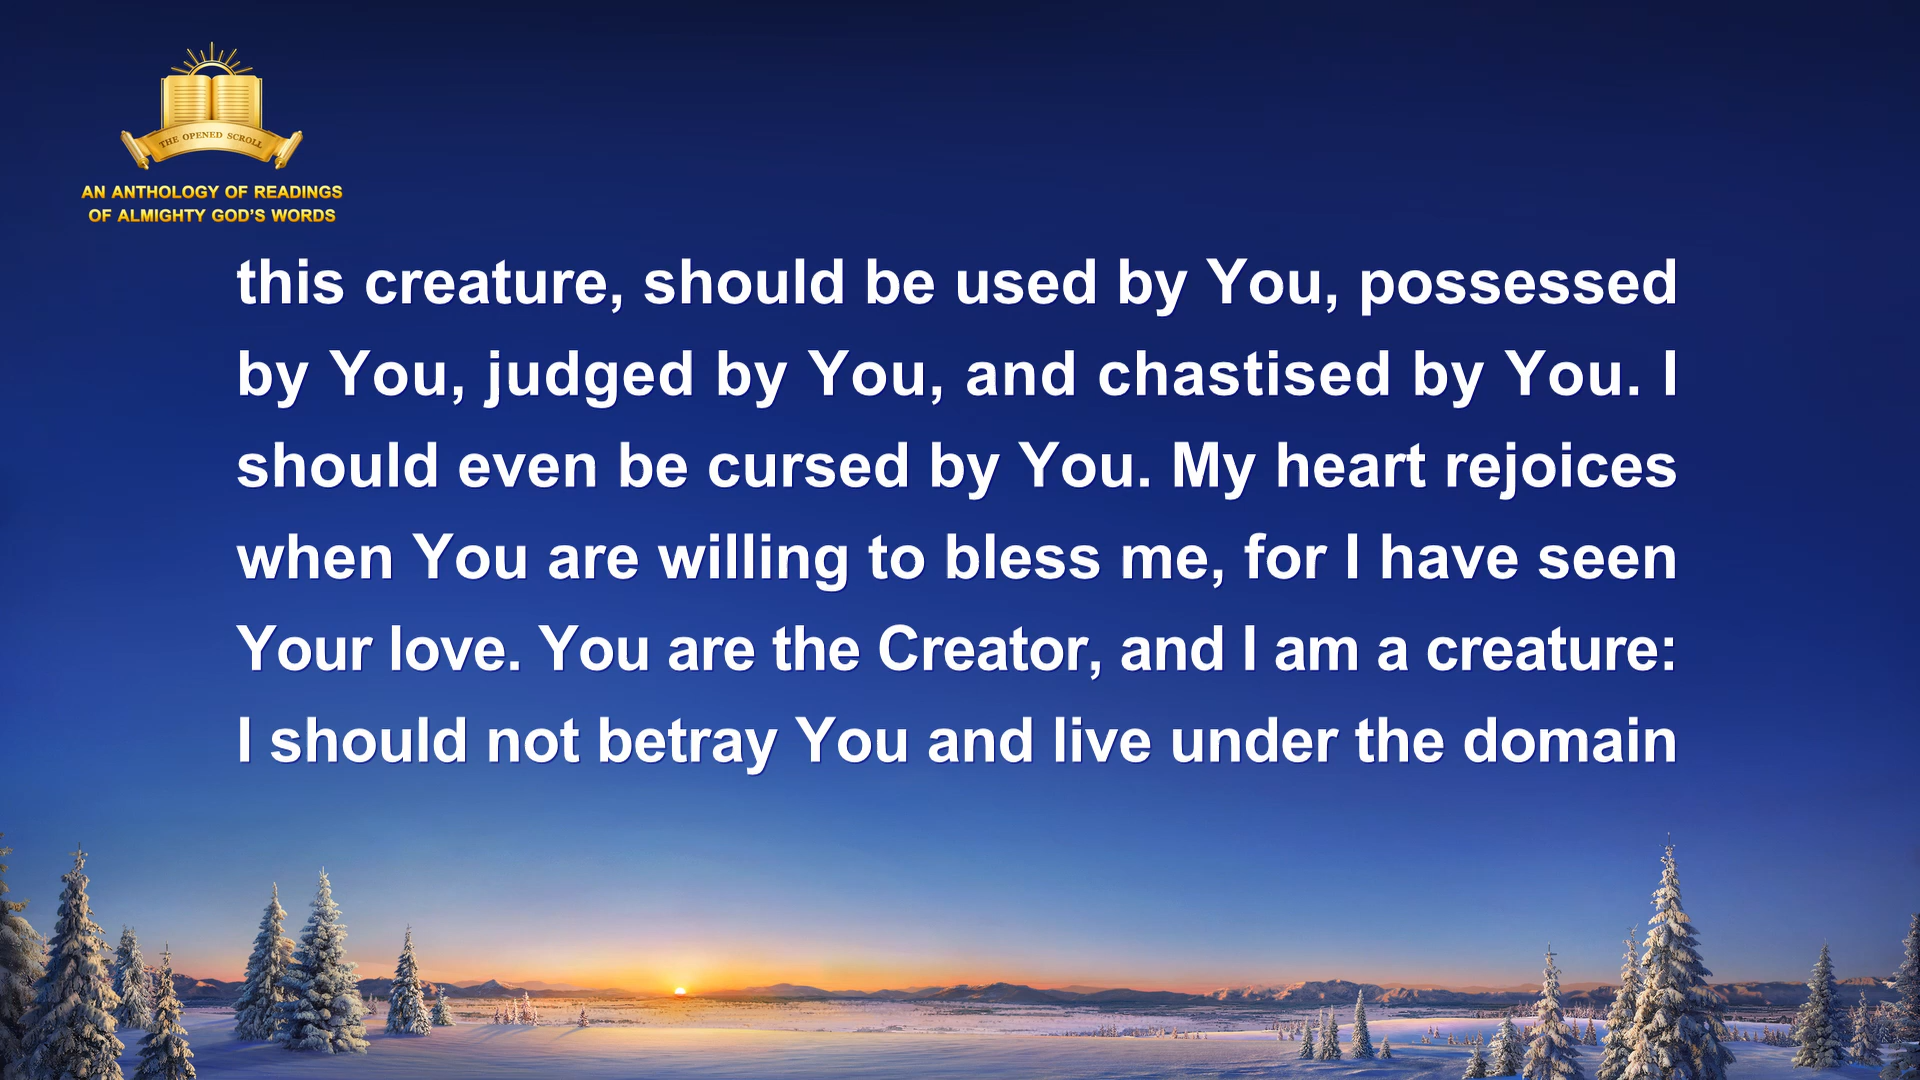 THE OPENED SCROLL
AN ANTHOLOGY OF READINGS
OF ALMIGHTY GOD'S WORDS
this creature, should be used by You, possessed
by You, judged by You, and chastised by You. I
should even be cursed by You. My heart rejoices
when You are willing to bless me, for I have seen
Your love. You are the Creator, and I am a creature:
I should not betray You and live under the domain